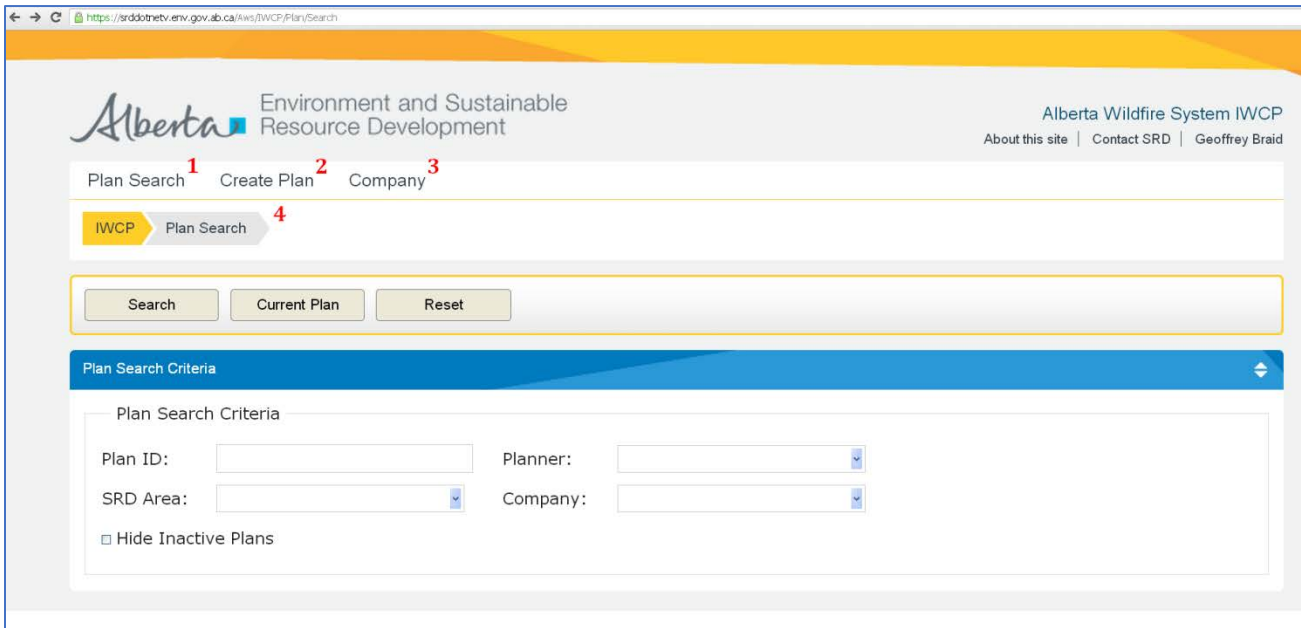 https://srddotnetv.env.gov.ab.ca/Aws/IWCP/Plan/Search
Alberta Environment and Sustainable
Resource Development
Alberta Wildfire System IWCP
About this site | Contact SRD | Geoffrey Braid
Plan Search 1 Create Plan 2 Company 3
IWCP Plan Search 4
Search Current Plan Reset
Plan Search Criteria
Plan Search Criteria
Plan ID: Planner:
SRD Area: Company:
Hide Inactive Plans